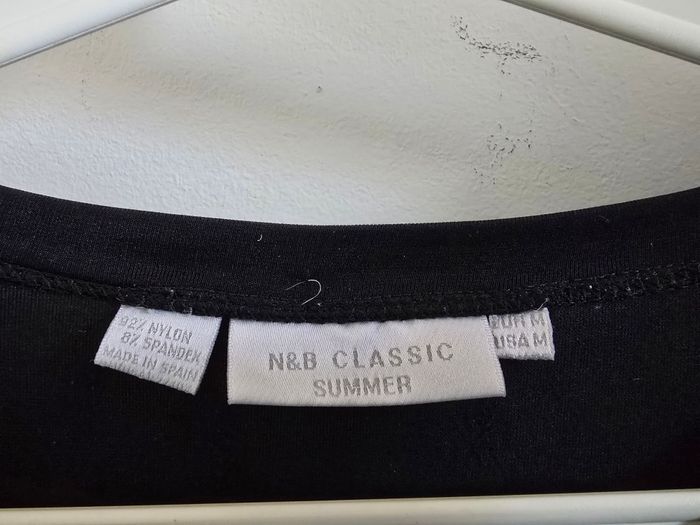 92% NYLON
8% SPANDEX
MADE IN SPAIN
N&B CLASSIC
SUMMER
EUR M
USA M